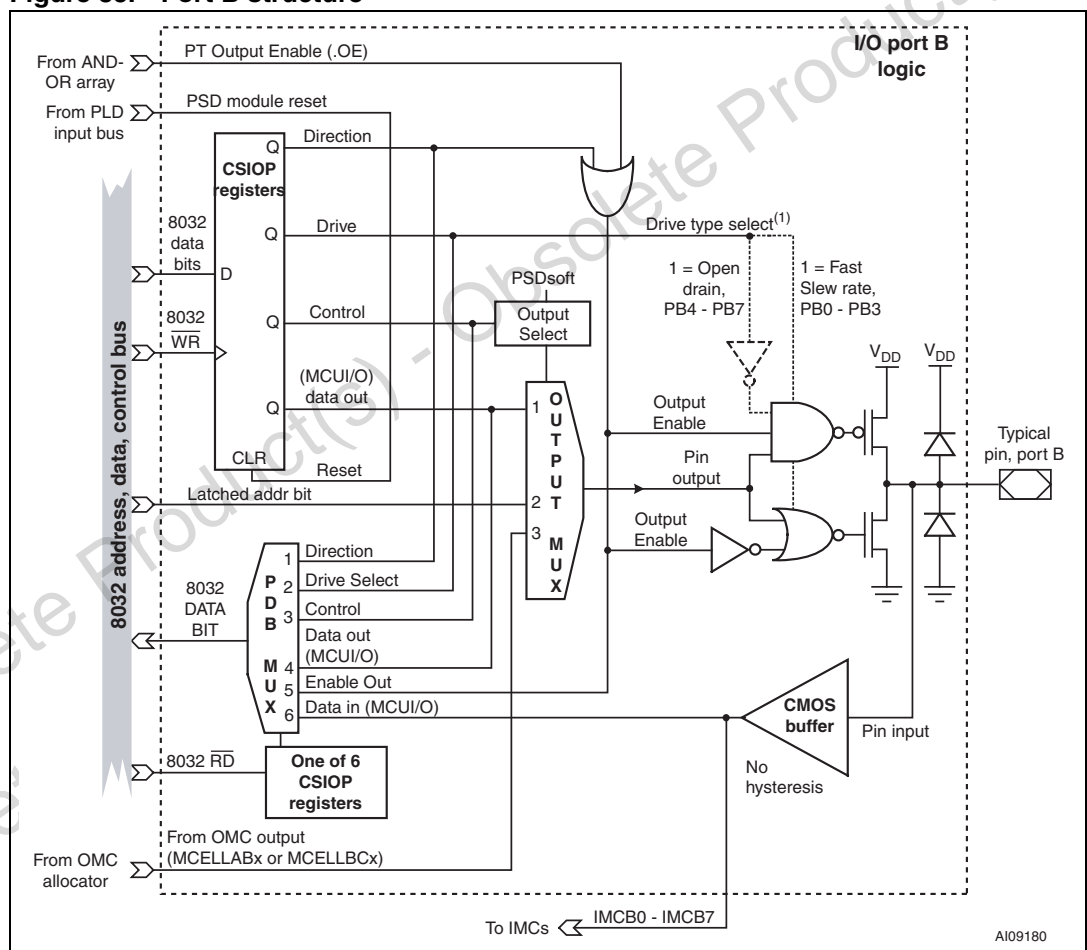 Figure 53. Port B structure
I/O port B
logic
From AND-
OR array
PT Output Enable (.OE)
From PLD
input bus
PSD module reset
CSIOP
registers
Q
Direction
Q
Drive
Drive type select(1)
8032
data
bits
D
1 = Open
drain,
PB4 - PB7
1 = Fast
Slew rate,
PB0 - PB3
PSDsoft
Output
Select
8032
WR
Q
Control
(MCUI/O)
data out
Q
CLR
Reset
VDD
VDD
Output
Enable
Pin
output
Typical
pin, port B
OUTPUT MUX
1
2
3
Latched addr bit
Output
Enable
8032 address, data, control bus
8032
DATA
BIT
PDB MUX
1 Direction
2 Drive Select
3 Control
Data out
(MCUI/O)
4
5 Enable Out
6 Data in (MCUI/O)
CMOS
buffer
Pin input
No
hysteresis
8032 RD
One of 6
CSIOP
registers
From OMC
allocator
From OMC output
(MCELLABx or MCELLBCx)
To IMCs
IMCB0 - IMCB7
AI09180
Product(s) - Obsolete Product(